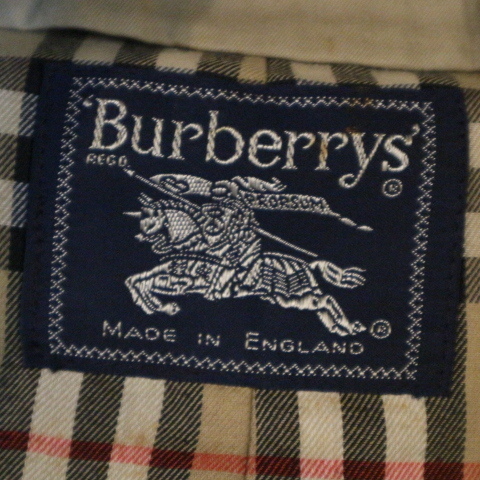 'Burberrys'
REGD.
®
®
MADE IN ENGLAND